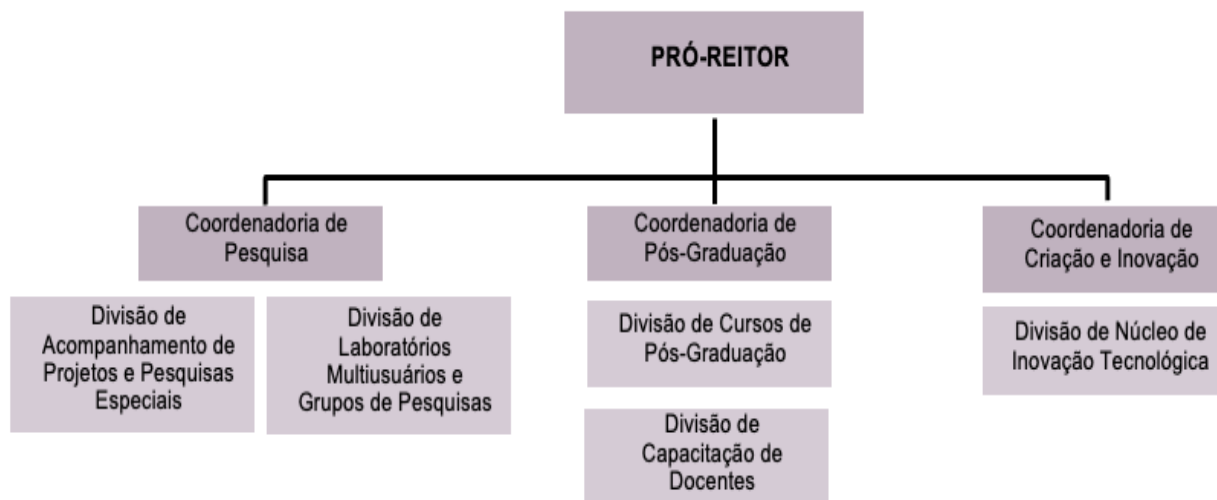 PRÓ-REITOR
Coordenadoria de
Pesquisa
Coordenadoria de
Pós-Graduação
Coordenadoria de
Criação e Inovação
Divisão de
Acompanhamento de
Projetos e Pesquisas
Especiais
Divisão de
Laboratórios
Multiusuários e
Grupos de Pesquisas
Divisão de Cursos de
Pós-Graduação
Divisão de Núcleo de
Inovação Tecnológica
Divisão de
Capacitação de
Docentes